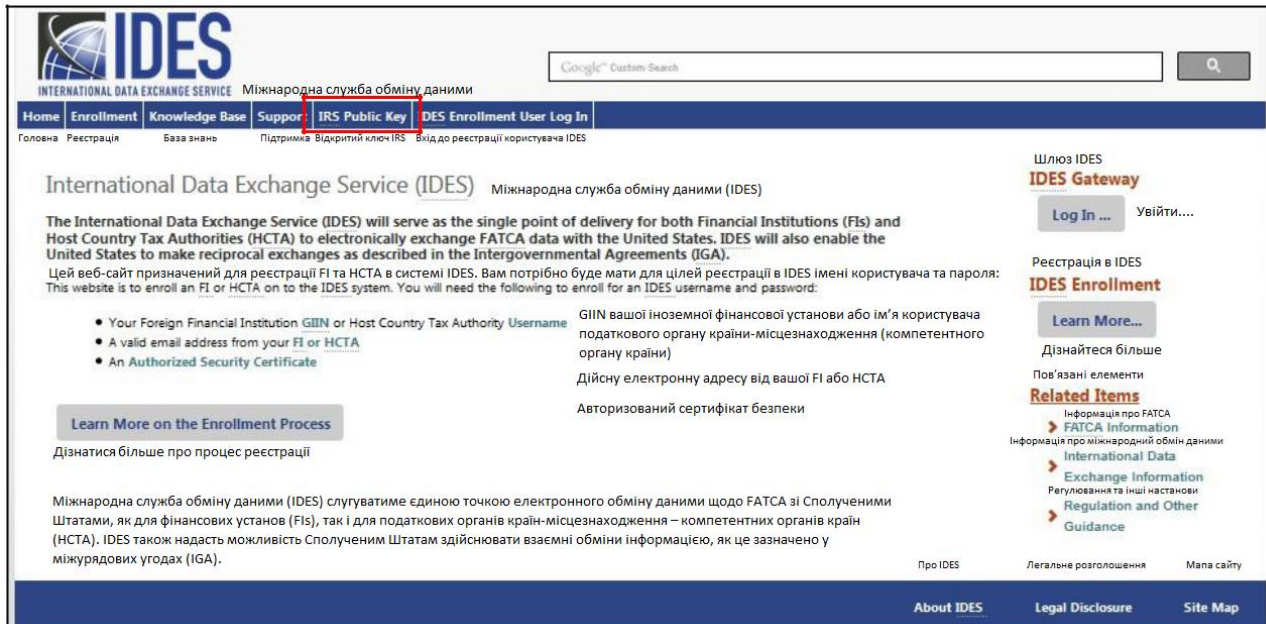 IDES
INTERNATIONAL DATA EXCHANGE SERVICE
Міжнародна служба обміну даними
Google™ Custom Search
Home Enrollment Knowledge Base Support IRS Public Key IDES Enrollment User Log In
Головна Реєстрація База знань Підтримка Відкритий ключ IRS Вхід до реєстрації користувача IDES
International Data Exchange Service (IDES) Міжнародна служба обміну даними (IDES)
The International Data Exchange Service (IDES) will serve as the single point of delivery for both Financial Institutions (FIs) and
Host Country Tax Authorities (HCTA) to electronically exchange FATCA data with the United States. IDES will also enable the
United States to make reciprocal exchanges as described in the Intergovernmental Agreements (IGA).
Цей веб-сайт призначений для реєстрації FI та HCTA в системі IDES. Вам потрібно буде мати для цілей реєстрації в IDES імені користувача та пароля:
This website is to enroll an FI or HCTA on to the IDES system. You will need the following to enroll for an IDES username and password:
• Your Foreign Financial Institution GIIN or Host Country Tax Authority Username
• A valid email address from your FI or HCTA
• An Authorized Security Certificate
GIIN вашої іноземної фінансової установи або ім’я користувача
податкового органу країни-місцезнаходження (компетентного
органу країни)
Дійсну електронну адресу від вашої FI або HCTA
Авторизований сертифікат безпеки
Learn More on the Enrollment Process
Дізнатися більше про процес реєстрації
Міжнародна служба обміну даними (IDES) слугуватиме єдиною точкою електронного обміну даними щодо FATCA зі Сполученими
Штатами, як для фінансових установ (FIs), так і для податкових органів країн-місцезнаходження – компетентних органів країн
(HCTA). IDES також надасть можливість Сполученим Штатам здійснювати взаємні обміни інформацією, як це зазначено у
міжурядових угодах (IGA).
Шлюз IDES
IDES Gateway
Log In ... Увійти....
Реєстрація в IDES
IDES Enrollment
Learn More...
Дізнайтеся більше
Пов’язані елементи
Related Items
Інформація про FATCA
FATCA Information
Інформація про міжнародний обмін даними
International Data
Exchange Information
Регулювання та інші настанови
Regulation and Other
Guidance
Про IDES Легальне розголошення Мапа сайту
About IDES Legal Disclosure Site Map